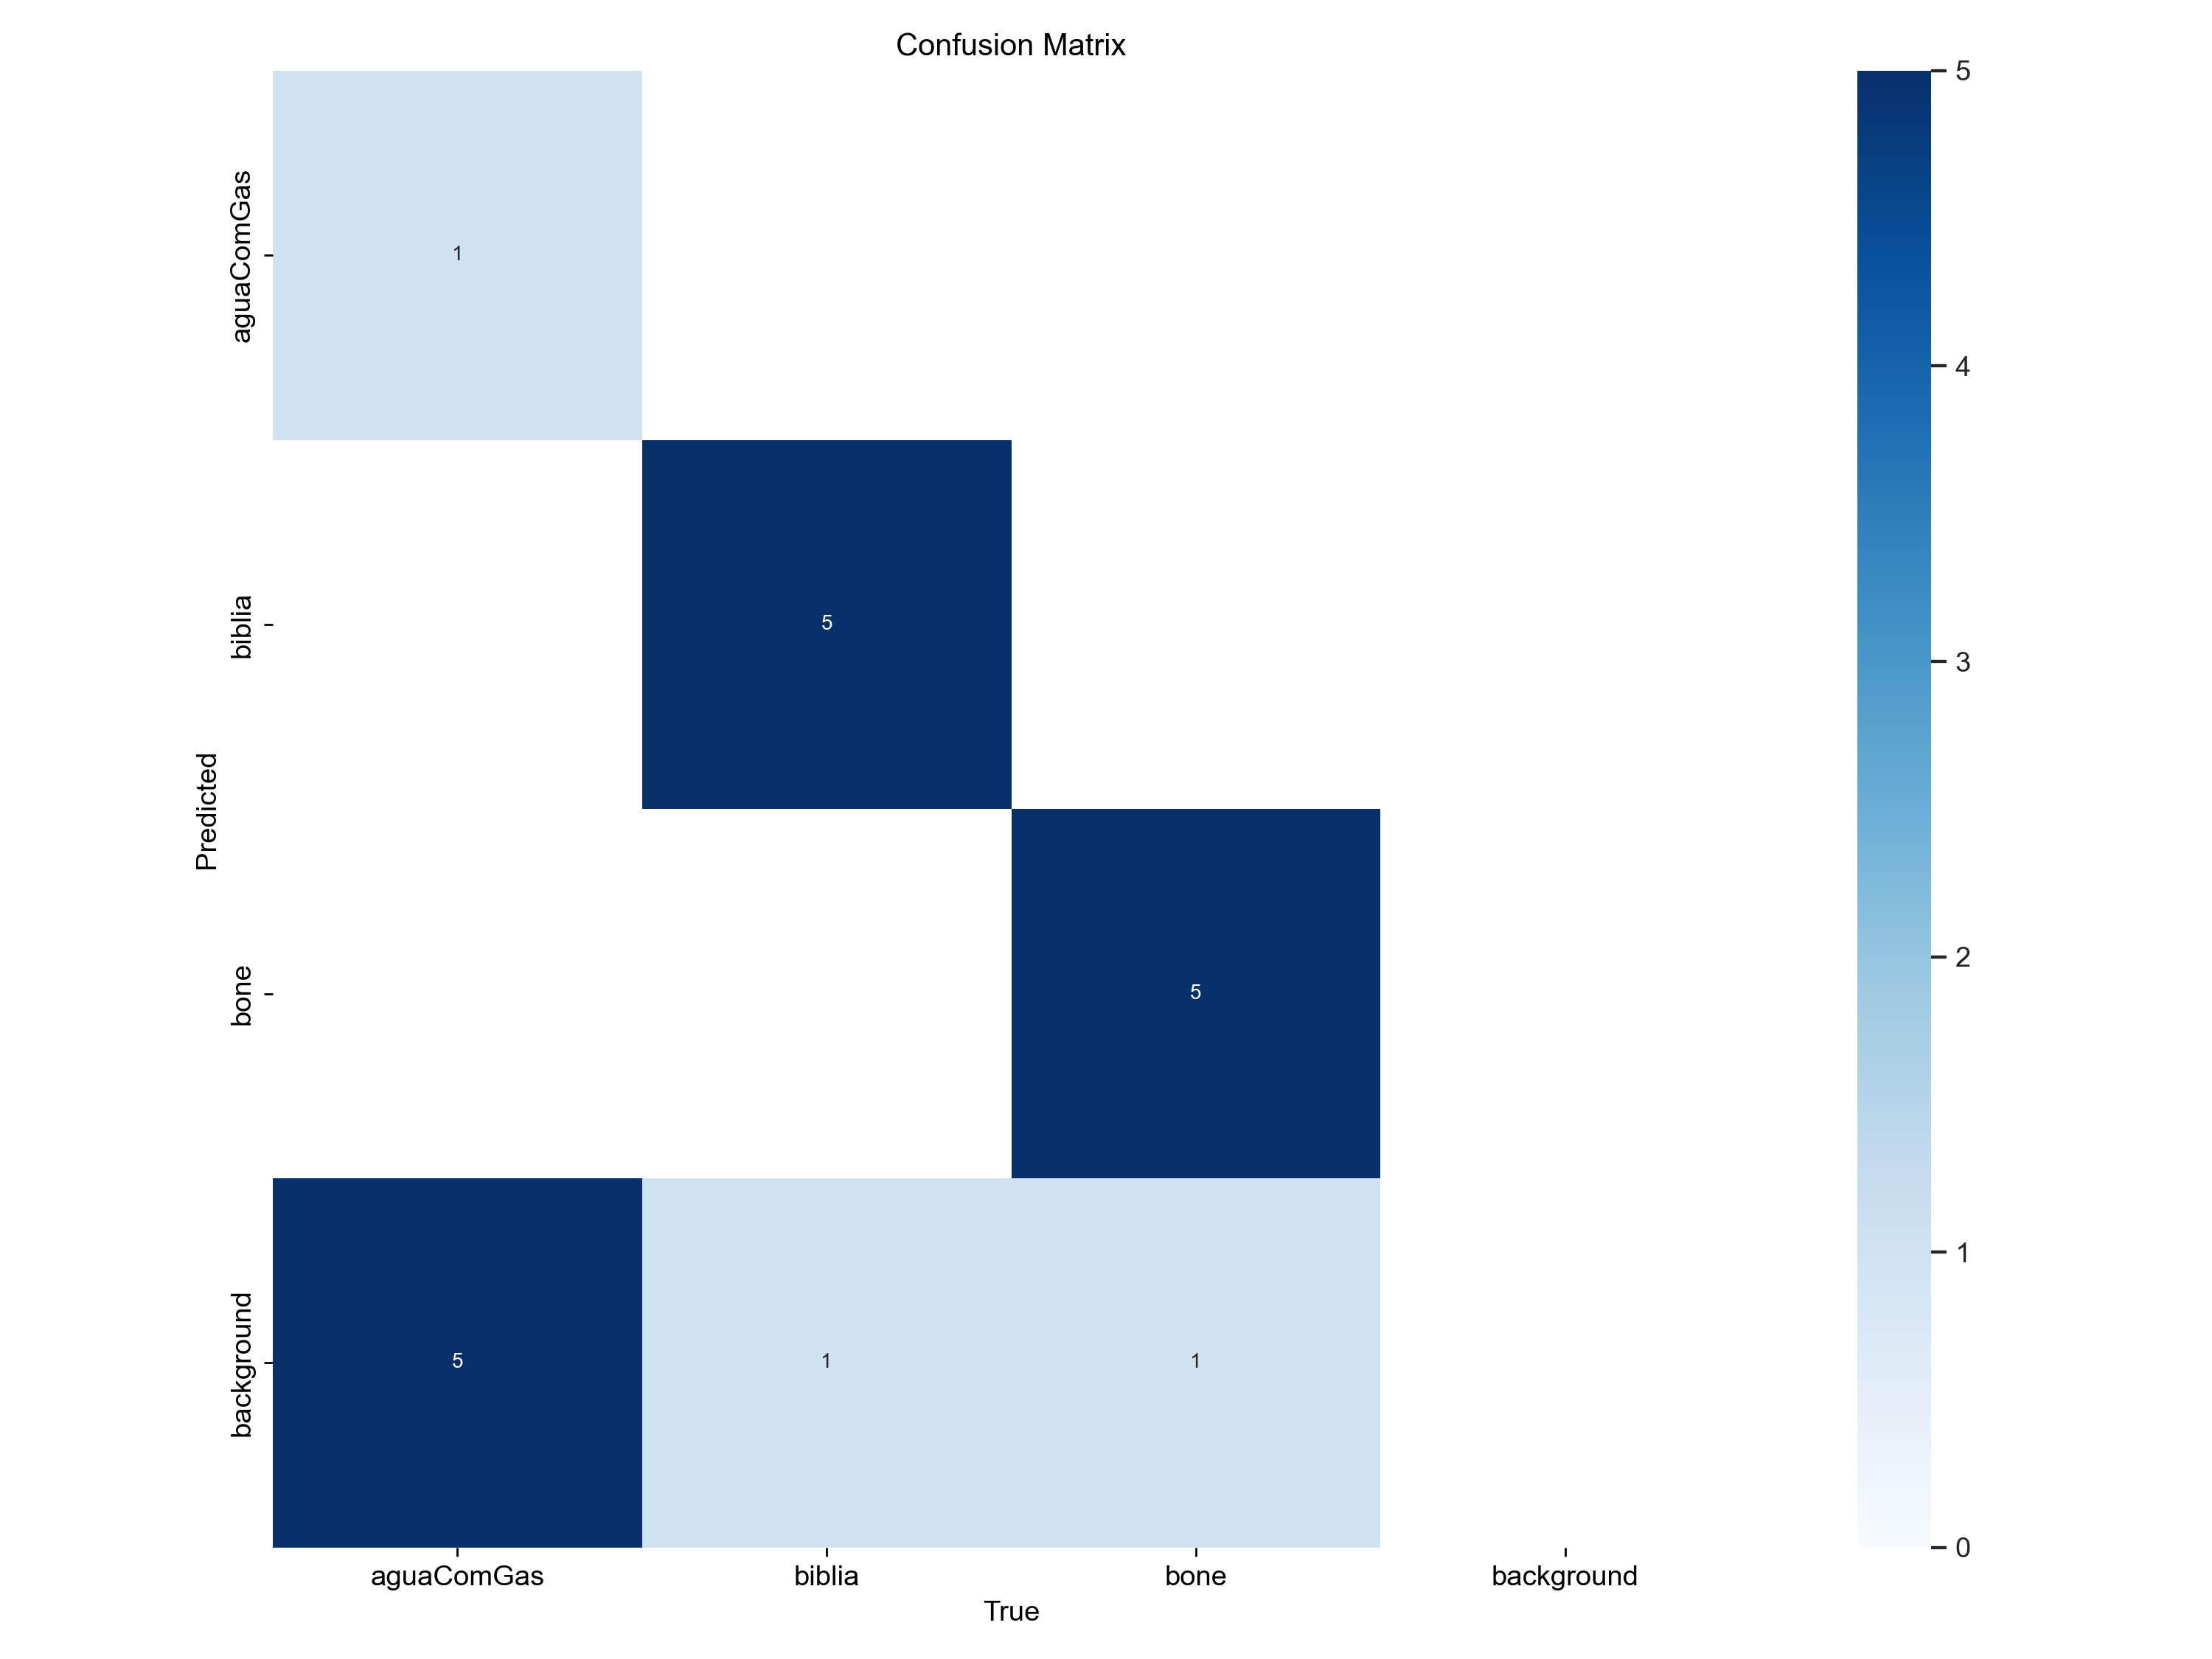 Confusion Matrix
aguaComGas
biblia
bone
background
Predicted
1
5
5
5
1
1
aguaComGas
biblia
bone
background
True
5
4
3
2
1
0